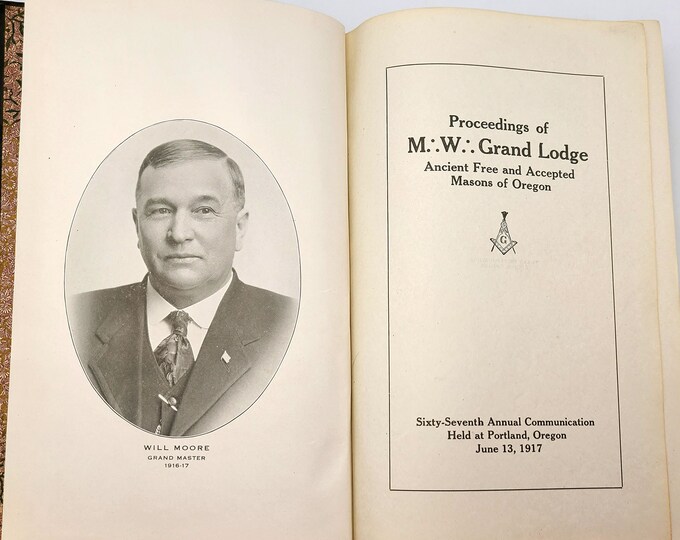 WILL MOORE
GRAND MASTER
1916-17
Proceedings of
M∴W∴ Grand Lodge
Ancient Free and Accepted
Masons of Oregon
G
Sixty-Seventh Annual Communication
Held at Portland, Oregon
June 13, 1917